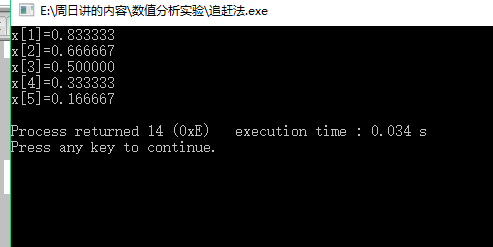 E:\周日讲的内容\数值分析实验\追赶法.exe
x[1]=0.833333
x[2]=0.666667
x[3]=0.500000
x[4]=0.333333
x[5]=0.166667
Process returned 14 (0xE)   execution time : 0.034 s
Press any key to continue.